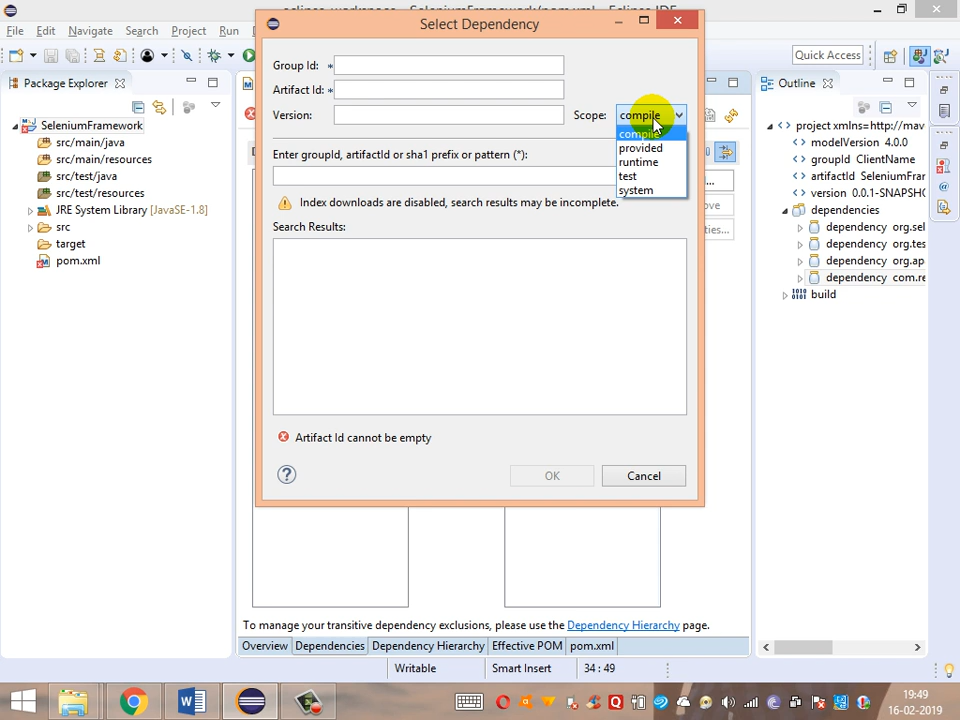 Select Dependency
File Edit Navigate Search Project Run
Quick Access
Package Explorer
SeleniumFramework
src/main/java
src/main/resources
src/test/java
src/test/resources
JRE System Library [JavaSE-1.8]
src
target
pom.xml
Group Id: *
Artifact Id: *
Version:
Scope: compile
compile
provided
runtime
test
system
Enter groupId, artifactId or sha1 prefix or pattern (*):
Index downloads are disabled, search results may be incomplete.
Search Results:
Artifact Id cannot be empty
OK Cancel
To manage your transitive dependency exclusions, please use the Dependency Hierarchy page.
Overview Dependencies Dependency Hierarchy Effective POM pom.xml
Writable Smart Insert 34 : 49
Outline
project xmlns=http://mav
modelVersion 4.0.0
groupId ClientName
artifactId SeleniumFram
version 0.0.1-SNAPSHO
dependencies
dependency org.sel
dependency org.tes
dependency org.ap
dependency com.re
build
19:49
16-02-2019